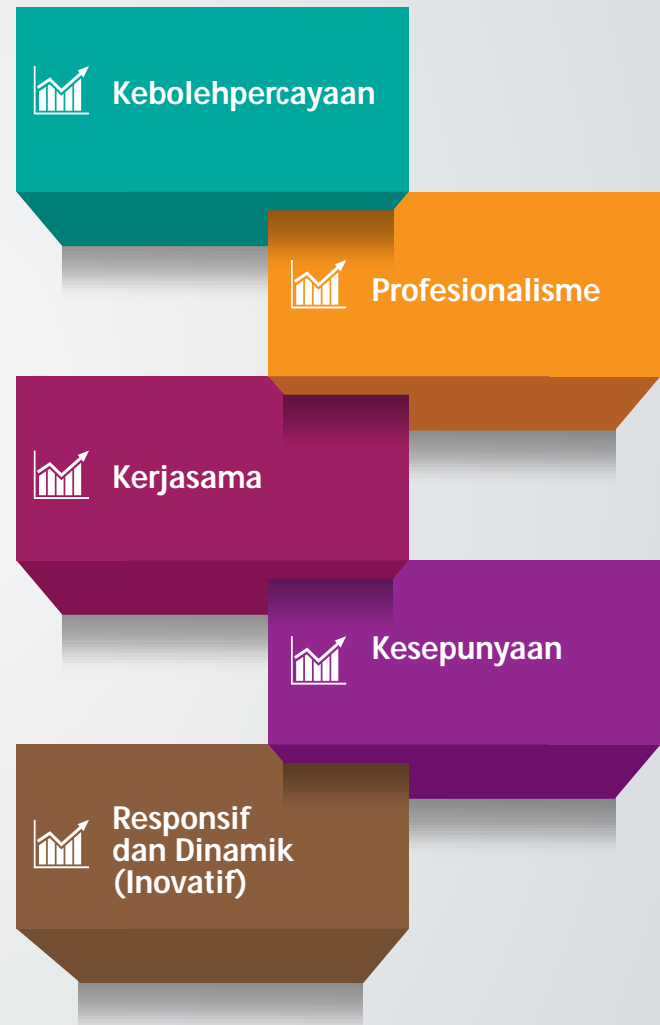 Kebolehpercayaan
Profesionalisme
Kerjasama
Kesepunyaan
Responsif
dan Dinamik
(Inovatif)